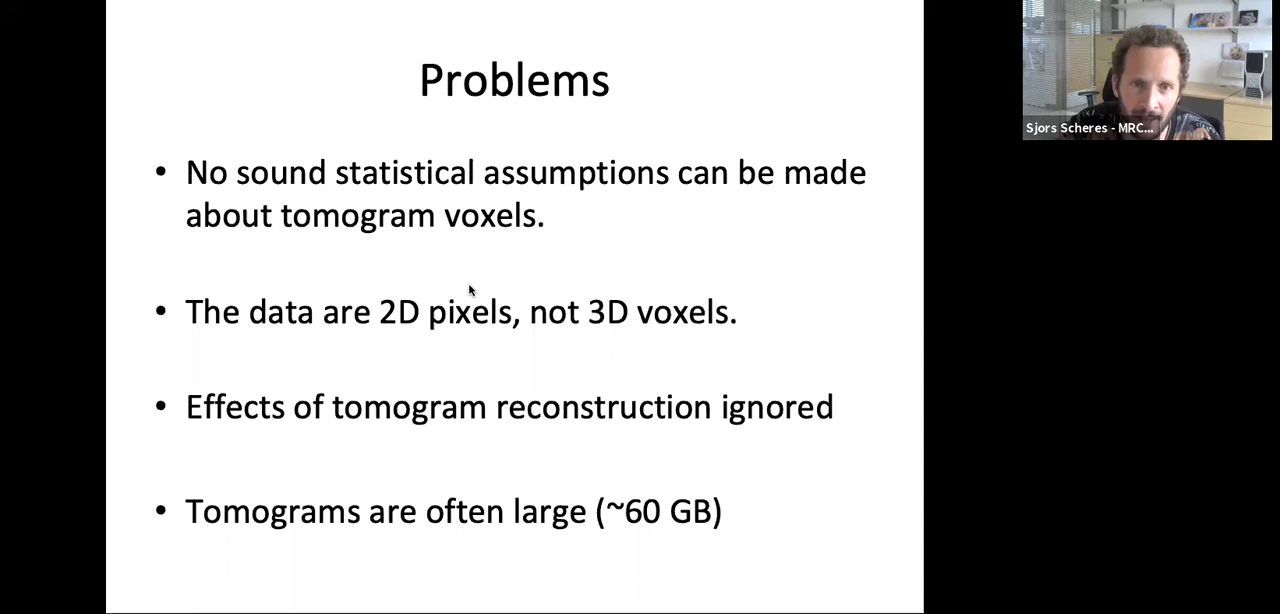 Problems
• No sound statistical assumptions can be made
about tomogram voxels.
• The data are 2D pixels, not 3D voxels.
• Effects of tomogram reconstruction ignored
• Tomograms are often large (~60 GB)
Sjors Scheres - MRC...